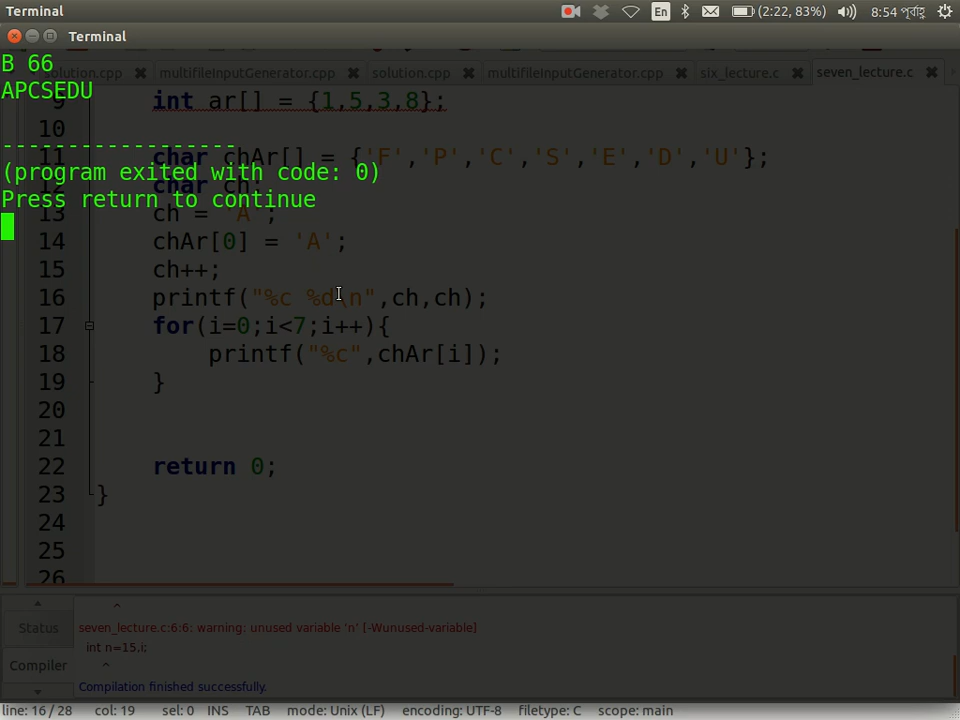 Terminal
En
(2:22, 83%)
8:54 পূর্বাহ্ণ
Terminal
B 66
solution.cpp
multifileInputGenerator.cpp
solution.cpp
multifileInputGenerator.cpp
six_lecture.c
seven_lecture.c
APCSEDU
9 int ar[] = {1,5,3,8};
10
------------------
11 char chAr[] = {'F','P','C','S','E','D','U'};
(program exited with code: 0)
12 char ch;
Press return to continue
13 ch = 'A';
14 chAr[0] = 'A';
15 ch++;
16 printf("%c %d\n",ch,ch);
17 for(i=0;i<7;i++){
18 printf("%c",chAr[i]);
19 }
20
21
22 return 0;
23 }
24
25
26
^
Status
seven_lecture.c:6:6: warning: unused variable 'n' [-Wunused-variable]
int n=15,i;
Compiler
^
Compilation finished successfully.
line: 16 / 28 col: 19 sel: 0 INS TAB mode: Unix (LF) encoding: UTF-8 filetype: C scope: main